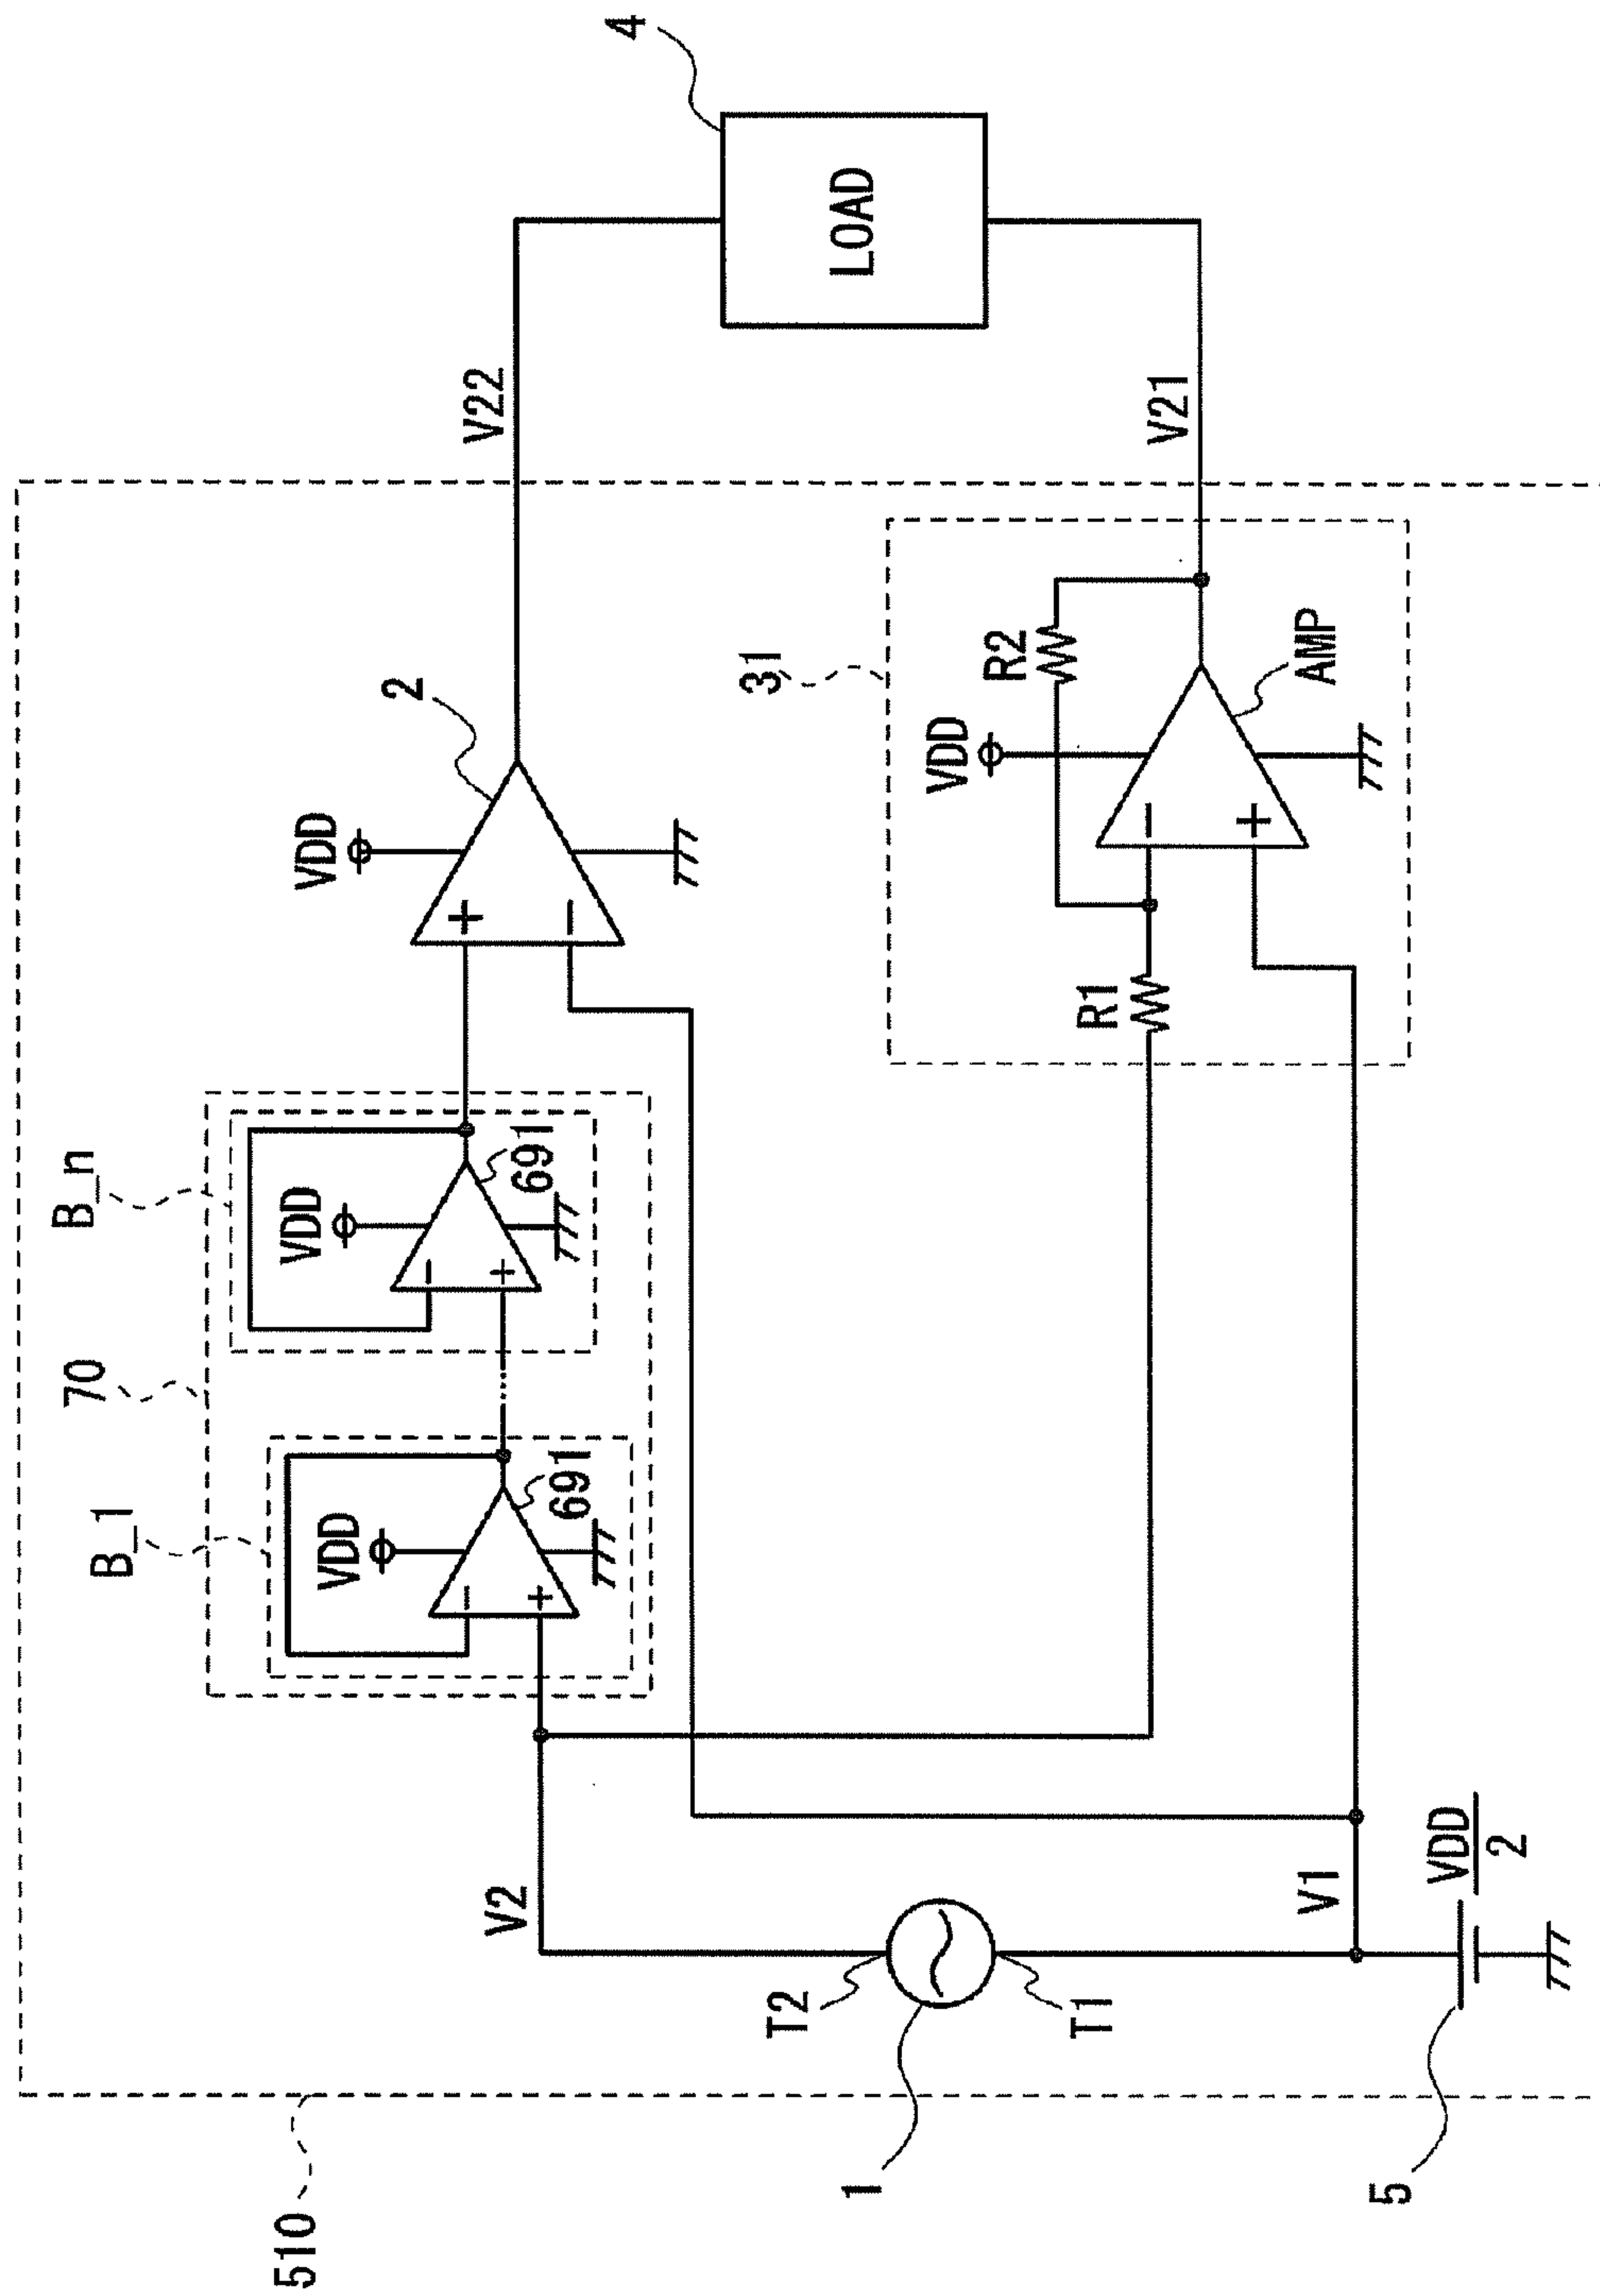 510
70
B_1
B_n
VDD
691
VDD
691
VDD
2
V22
4
LOAD
V2
T2
1
T1
V1
5
VDD
2
R1
31
VDD
R2
AMP
V21
+
−
−
+
−
+
−
+